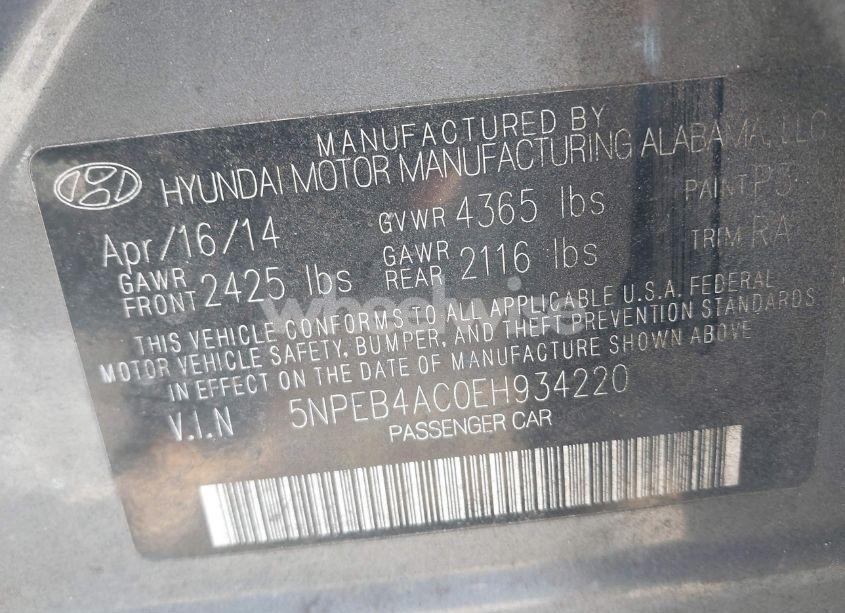 MANUFACTURED BY
HYUNDAI MOTOR MANUFACTURING ALABAMA, LLC
Apr/16/14
GVWR 4365 lbs
PAINT P3
GAWR FRONT 2425 lbs
GAWR REAR 2116 lbs
TRIM RA
wheelwise
THIS VEHICLE CONFORMS TO ALL APPLICABLE U.S.A. FEDERAL
MOTOR VEHICLE SAFETY, BUMPER, AND THEFT PREVENTION STANDARDS
IN EFFECT ON THE DATE OF MANUFACTURE SHOWN ABOVE
V.I.N 5NPEB4AC0EH934220
PASSENGER CAR